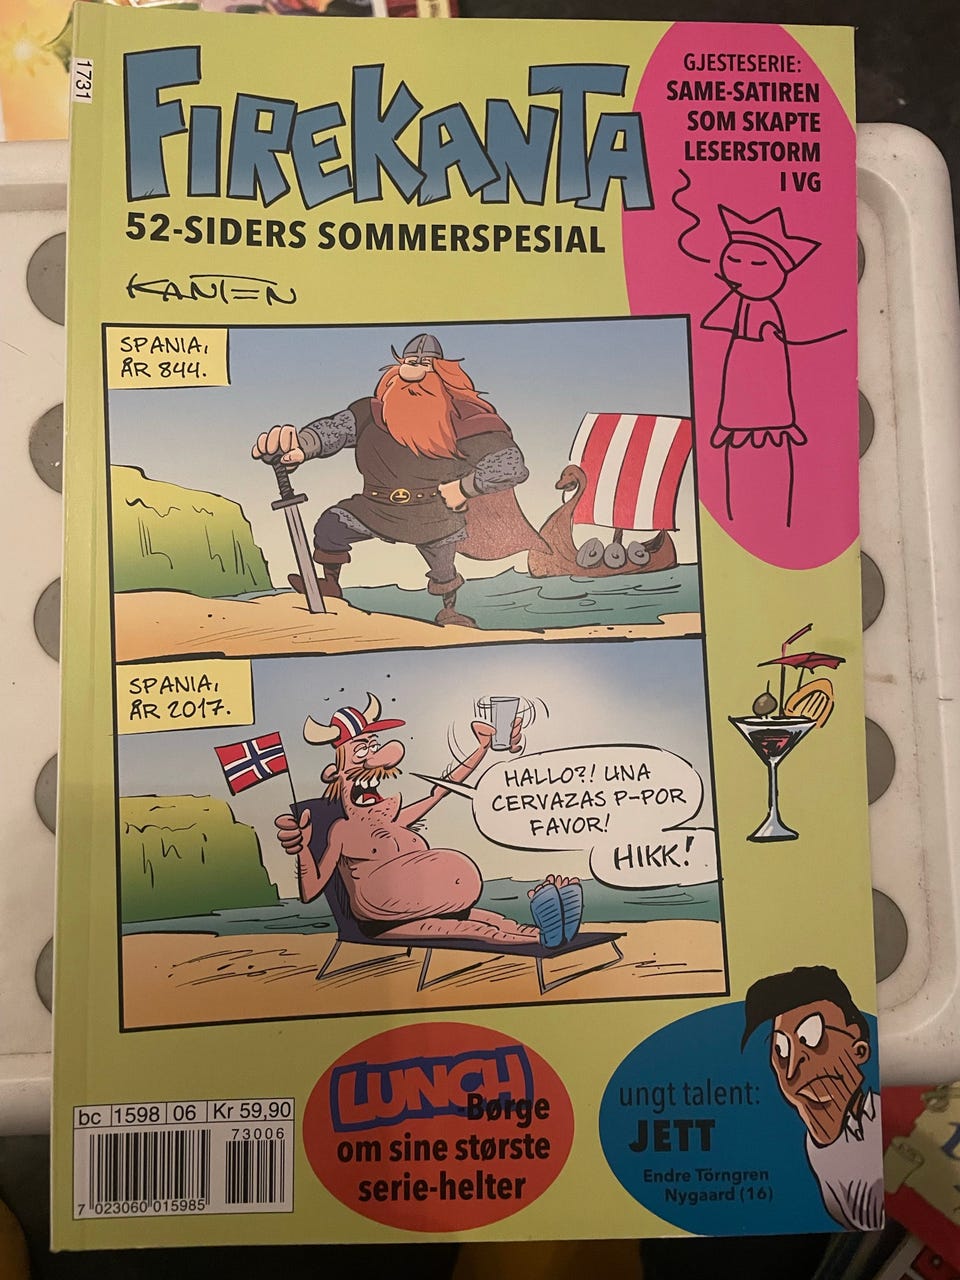 1731
FIREKANTA
52-SIDERS SOMMERSPESIAL
KANTEN
GJESTESERIE:
SAME-SATIREN
SOM SKAPTE
LESERSTORM
I VG
SPANIA,
ÅR 844.
SPANIA,
ÅR 2017.
HALLO?! UNA
CERVAZAS P-POR
FAVOR!
HIKK!
LUNCH
-Børge
om sine største
serie-helter
ungt talent:
JETT
Endre Törngren
Nygaard (16)
bc 1598 06 Kr 59,90
73006
7 023060 015985